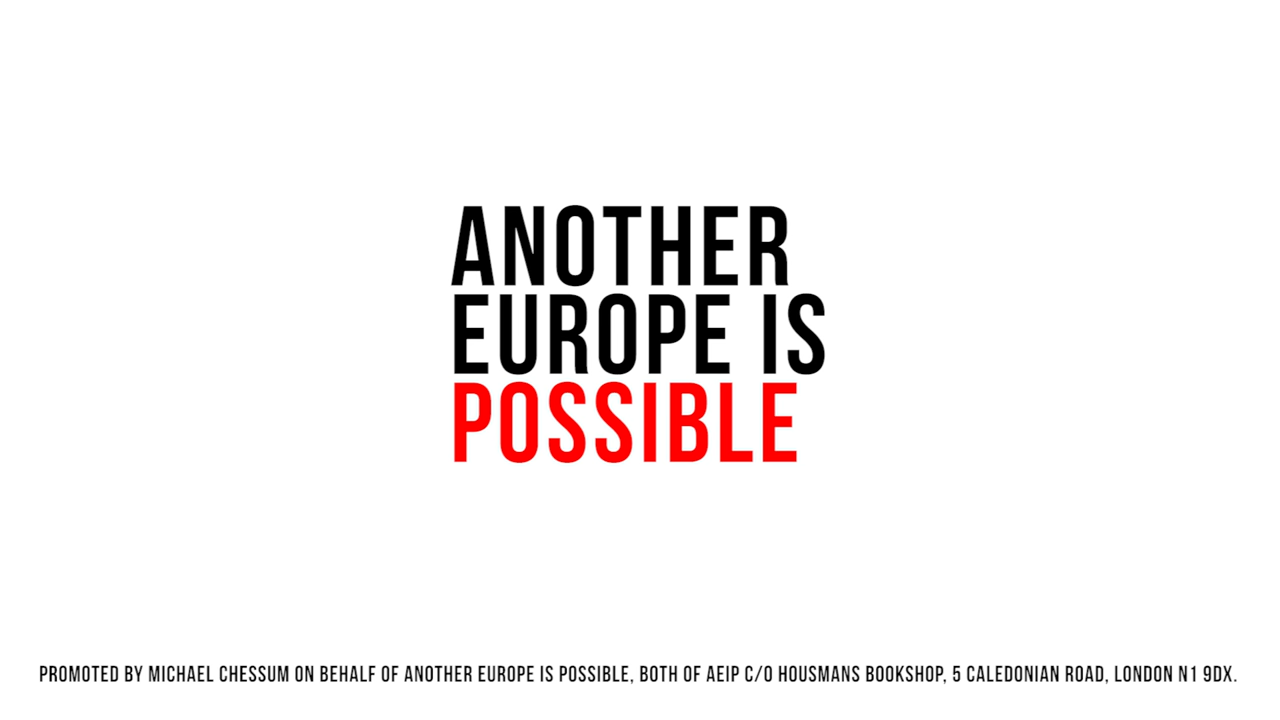 ANOTHER
EUROPE IS
POSSIBLE
PROMOTED BY MICHAEL CHESSUM ON BEHALF OF ANOTHER EUROPE IS POSSIBLE, BOTH OF AEIP C/O HOUSMANS BOOKSHOP, 5 CALEDONIAN ROAD, LONDON N1 9DX.